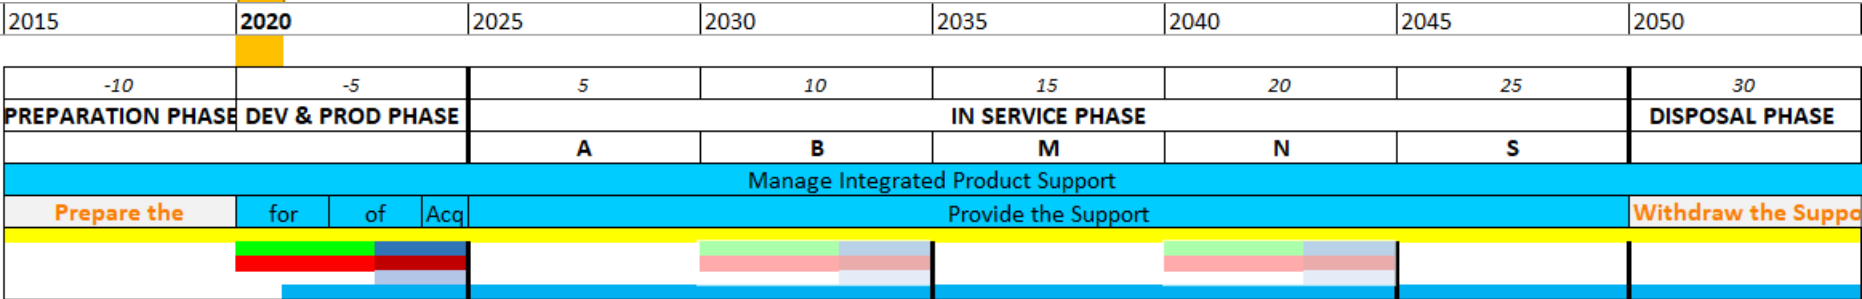 2015 2020 2025 2030 2035 2040 2045 2050
-10 -5 5 10 15 20 25 30
PREPARATION PHASE DEV & PROD PHASE IN SERVICE PHASE DISPOSAL PHASE
A B M N S
Manage Integrated Product Support
Prepare the for of Acq Provide the Support Withdraw the Suppo